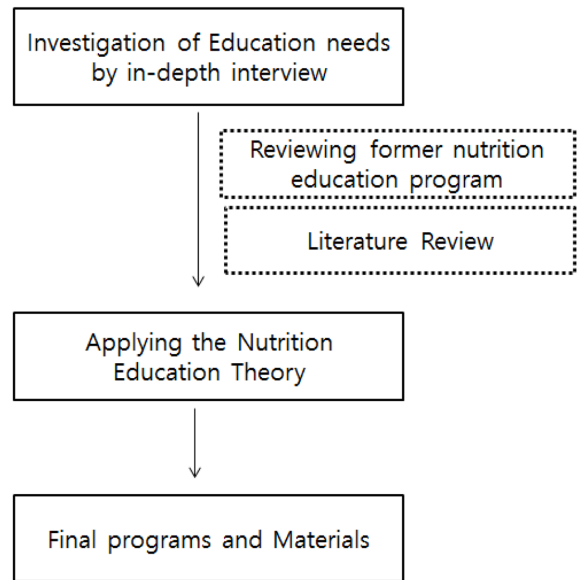 Investigation of Education needs
by in-depth interview
Reviewing former nutrition
education program
Literature Review
Applying the Nutrition
Education Theory
Final programs and Materials